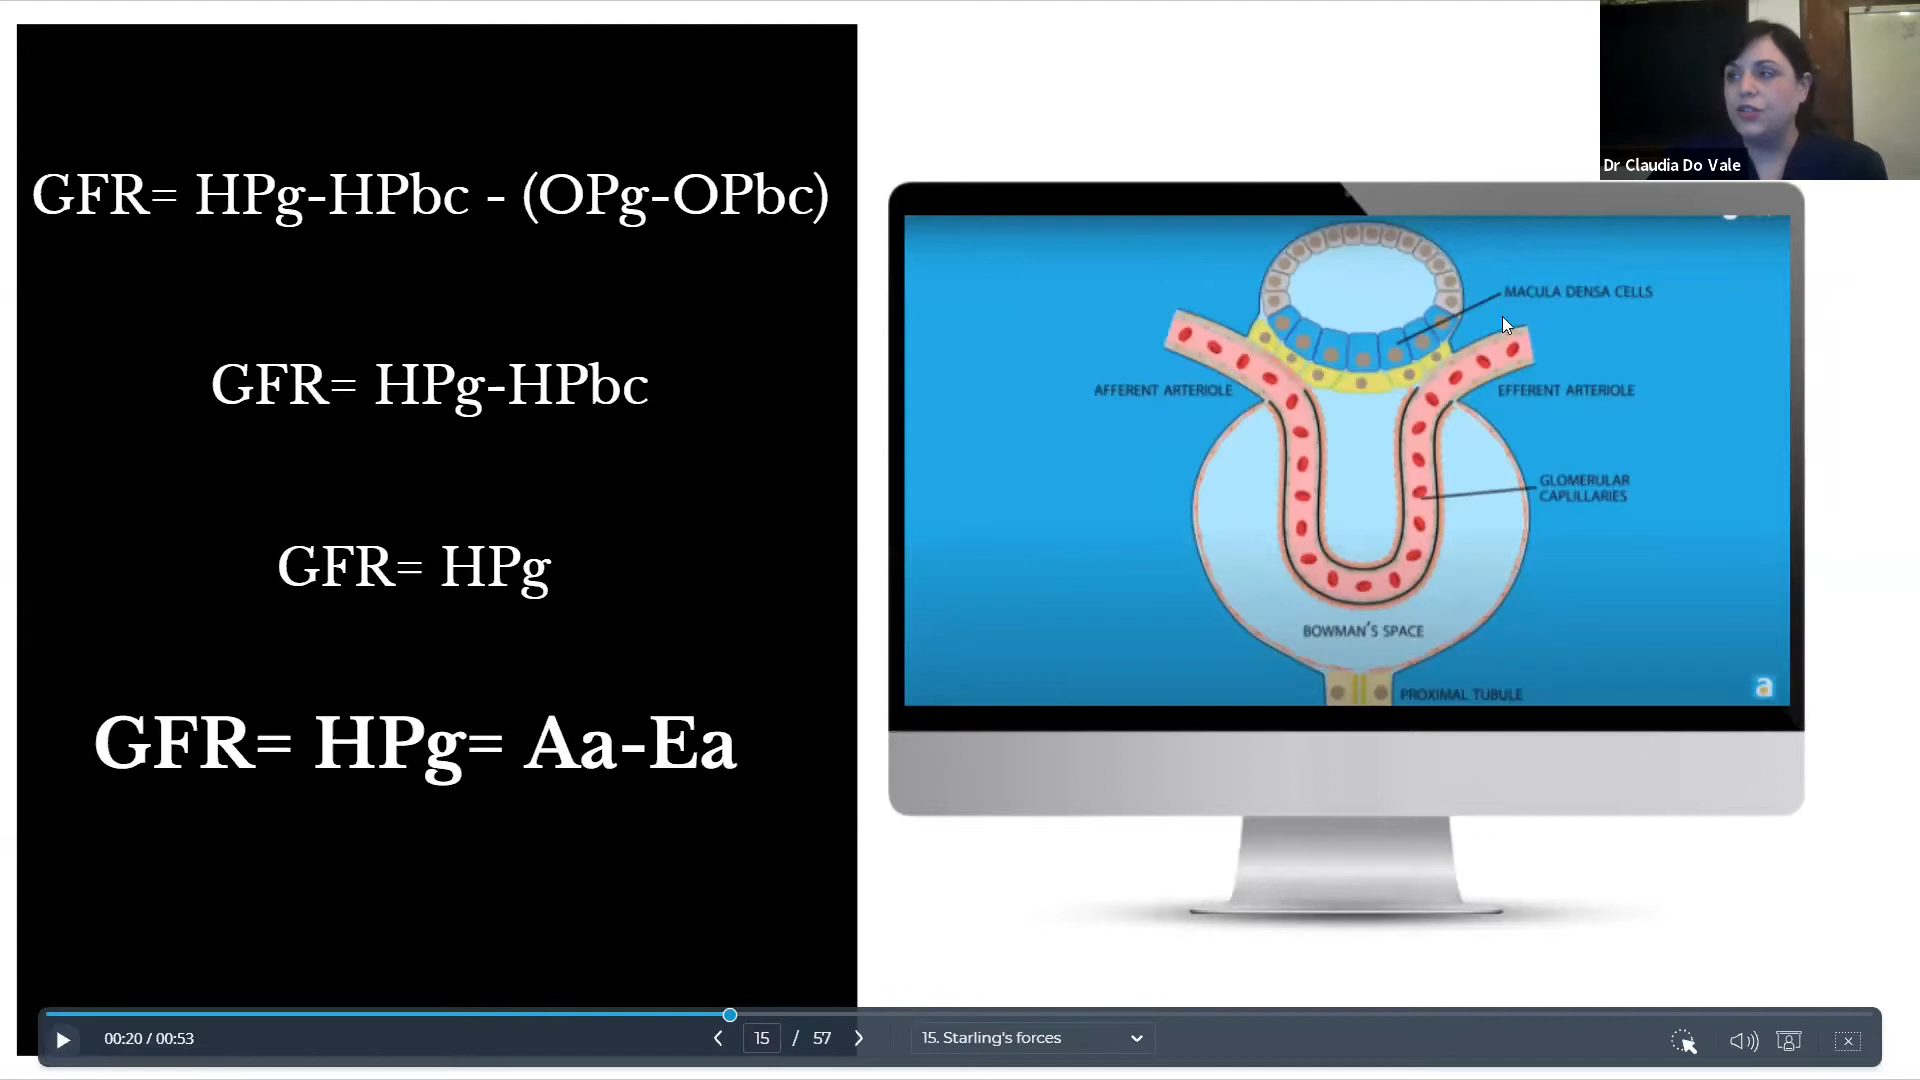 GFR= HPg-HPbc - (OPg-OPbc)
GFR= HPg-HPbc
GFR= HPg
GFR= HPg= Aa-Ea
Dr Claudia Do Vale
MACULA DENSA CELLS
AFFERENT ARTERIOLE
EFFERENT ARTERIOLE
GLOMERULAR
CAPLILLARIES
BOWMAN'S SPACE
PROXIMAL TUBULE
a
00:20 / 00:53
15 / 57
15. Starling's forces